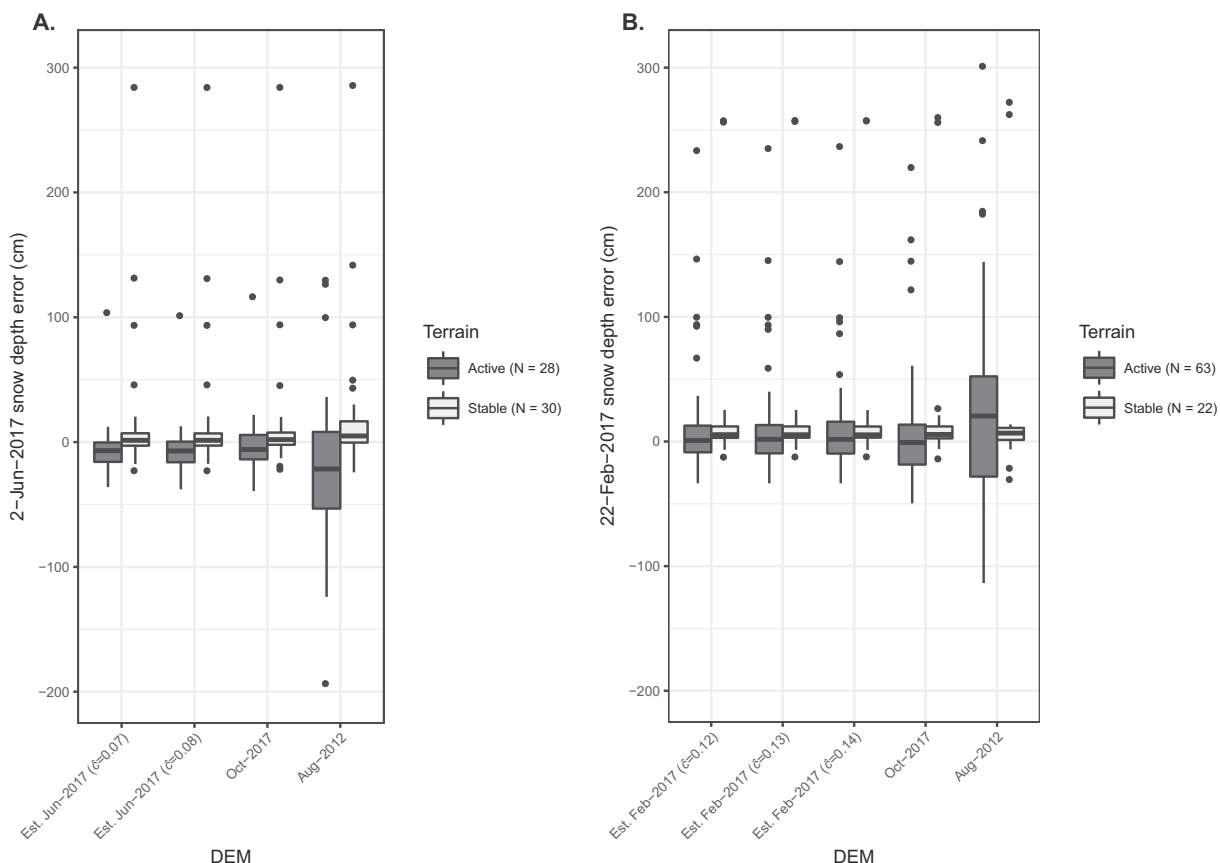 A.
300
200
100
0
−100
−200
2−Jun−2017 snow depth error (cm)
Est. Jun−2017 (ĉ=0.07)
Est. Jun−2017 (ĉ=0.08)
Oct−2017
Aug−2012
DEM
Terrain
Active (N = 28)
Stable (N = 30)
B.
300
200
100
0
−100
−200
22−Feb−2017 snow depth error (cm)
Est. Feb−2017 (ĉ=0.12)
Est. Feb−2017 (ĉ=0.13)
Est. Feb−2017 (ĉ=0.14)
Oct−2017
Aug−2012
DEM
Terrain
Active (N = 63)
Stable (N = 22)